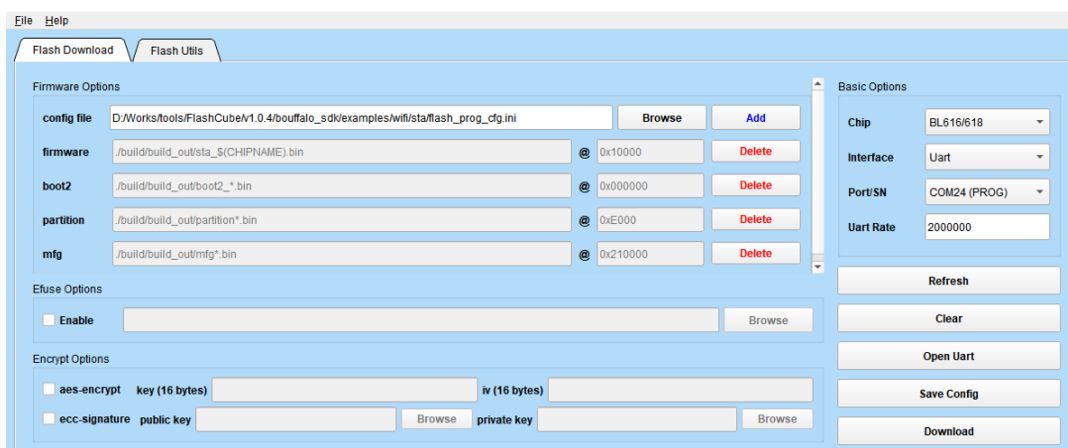 File Help
Flash Download Flash Utils
Firmware Options
config file D:/Works/tools/FlashCube/v1.0.4/bouffalo_sdk/examples/wifi/sta/flash_prog_cfg.ini Browse Add
firmware ./build/build_out/sta_$(CHIPNAME).bin @ 0x10000 Delete
boot2 ./build/build_out/boot2_*.bin @ 0x000000 Delete
partition ./build/build_out/partition*.bin @ 0xE000 Delete
mfg ./build/build_out/mfg*.bin @ 0x210000 Delete
Efuse Options
Enable Browse
Encrypt Options
aes-encrypt key (16 bytes) iv (16 bytes)
ecc-signature public key Browse private key Browse
Basic Options
Chip BL616/618
Interface Uart
Port/SN COM24 (PROG)
Uart Rate 2000000
Refresh
Clear
Open Uart
Save Config
Download